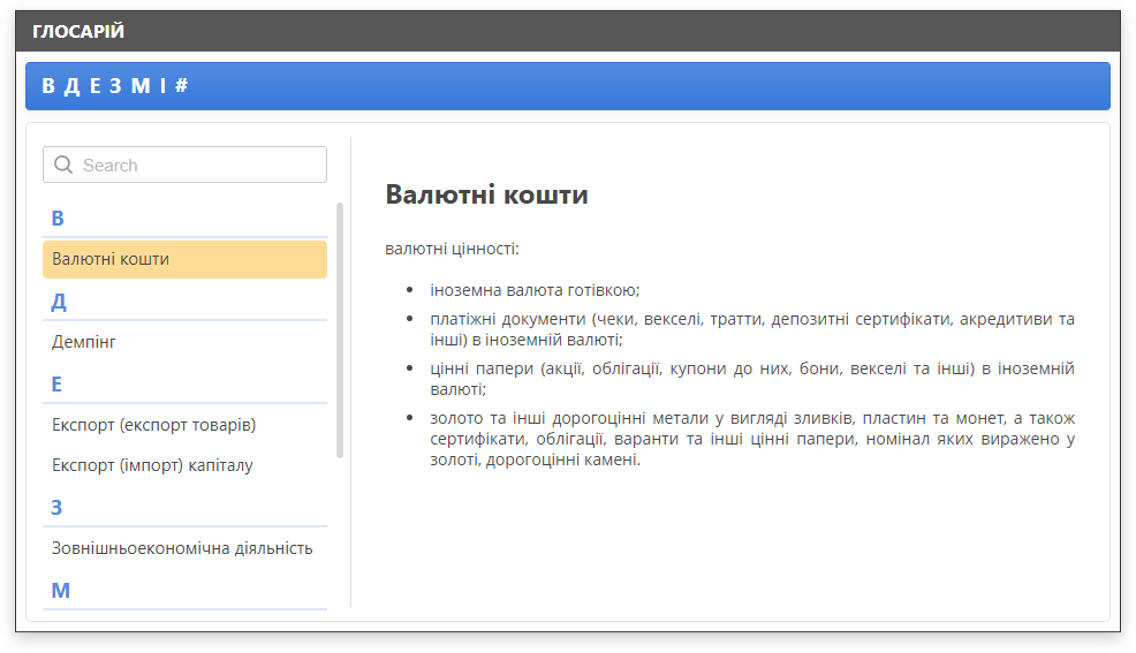 ГЛОСАРІЙ
В Д Е З М І #
Search
В
Валютні кошти
Д
Демпінг
Е
Експорт (експорт товарів)
Експорт (імпорт) капіталу
З
Зовнішньоекономічна діяльність
М
Валютні кошти
валютні цінності:
• іноземна валюта готівкою;
• платіжні документи (чеки, векселі, тратти, депозитні сертифікати, акредитиви та
інші) в іноземній валюті;
• цінні папери (акції, облігації, купони до них, бони, векселі та інші) в іноземній
валюті;
• золото та інші дорогоцінні метали у вигляді зливків, пластин та монет, а також
сертифікати, облігації, варанти та інші цінні папери, номінал яких виражено у
золоті, дорогоцінні камені.